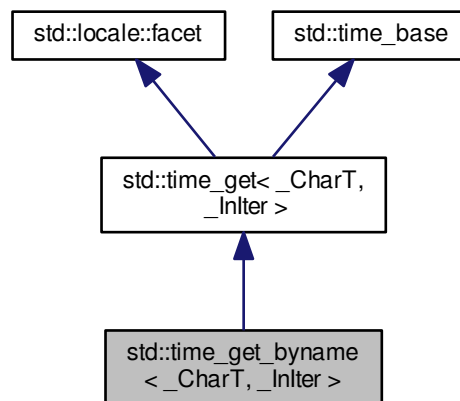 std::locale::facet
std::time_base
std::time_get< _CharT,
_InIter >
std::time_get_byname
< _CharT, _InIter >